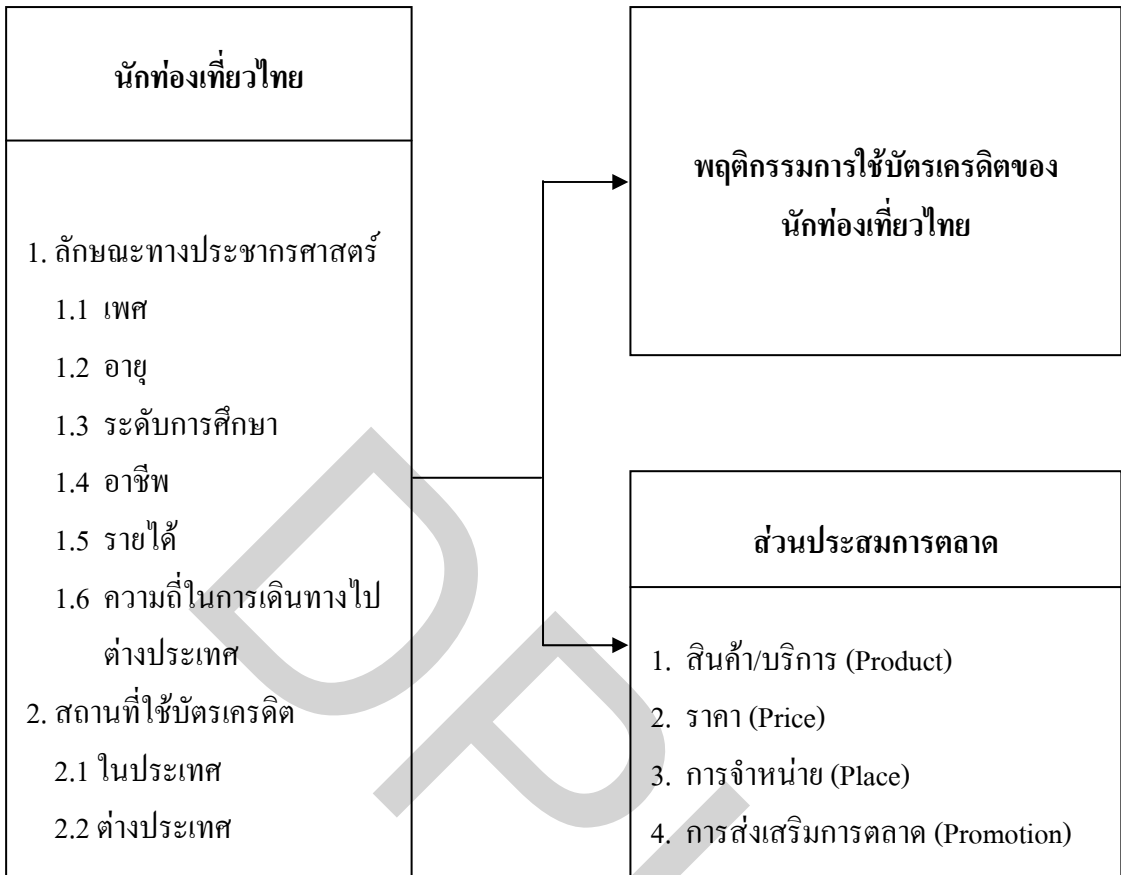 นักท่องเที่ยวไทย
1. ลักษณะทางประชากรศาสตร์
1.1 เพศ
1.2 อายุ
1.3 ระดับการศึกษา
1.4 อาชีพ
1.5 รายได้
1.6 ความถี่ในการเดินทางไป
ต่างประเทศ
2. สถานที่ใช้บัตรเครดิต
2.1 ในประเทศ
2.2 ต่างประเทศ
พฤติกรรมการใช้บัตรเครดิตของ
นักท่องเที่ยวไทย
ส่วนประสมการตลาด
1. สินค้า/บริการ (Product)
2. ราคา (Price)
3. การจำหน่าย (Place)
4. การส่งเสริมการตลาด (Promotion)